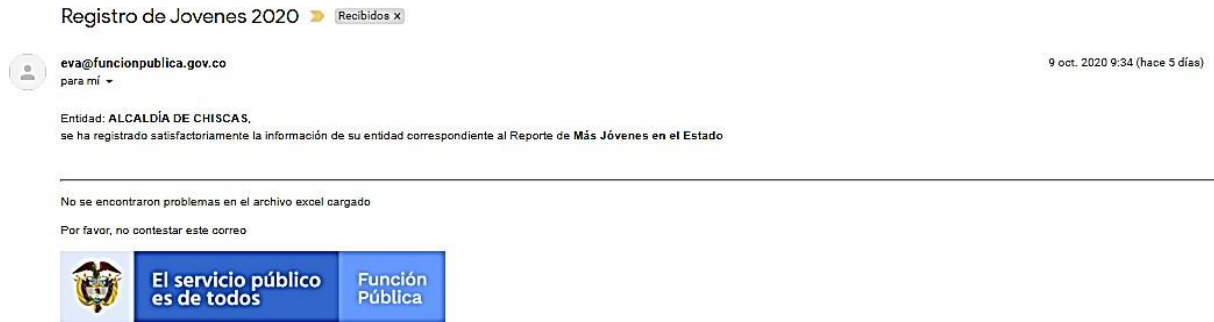 Registro de Jovenes 2020 Recibidos x
eva@funcionpublica.gov.co 9 oct. 2020 9:34 (hace 5 días)
para mí
Entidad: ALCALDÍA DE CHISCAS,
se ha registrado satisfactoriamente la información de su entidad correspondiente al Reporte de Más Jóvenes en el Estado
No se encontraron problemas en el archivo excel cargado
Por favor, no contestar este correo
El servicio público
es de todos
Función
Pública